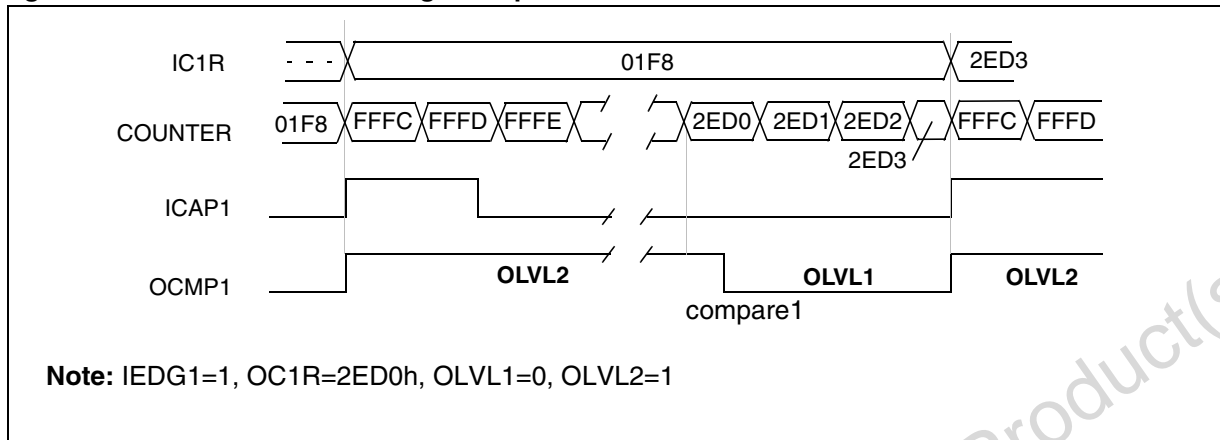 IC1R - - - 01F8 2ED3
COUNTER 01F8 FFFC FFFD FFFE 2ED0 2ED1 2ED2 FFFC FFFD
2ED3
ICAP1
OCMP1 OLVL2 OLVL1 OLVL2
compare1
Note: IEDG1=1, OC1R=2ED0h, OLVL1=0, OLVL2=1